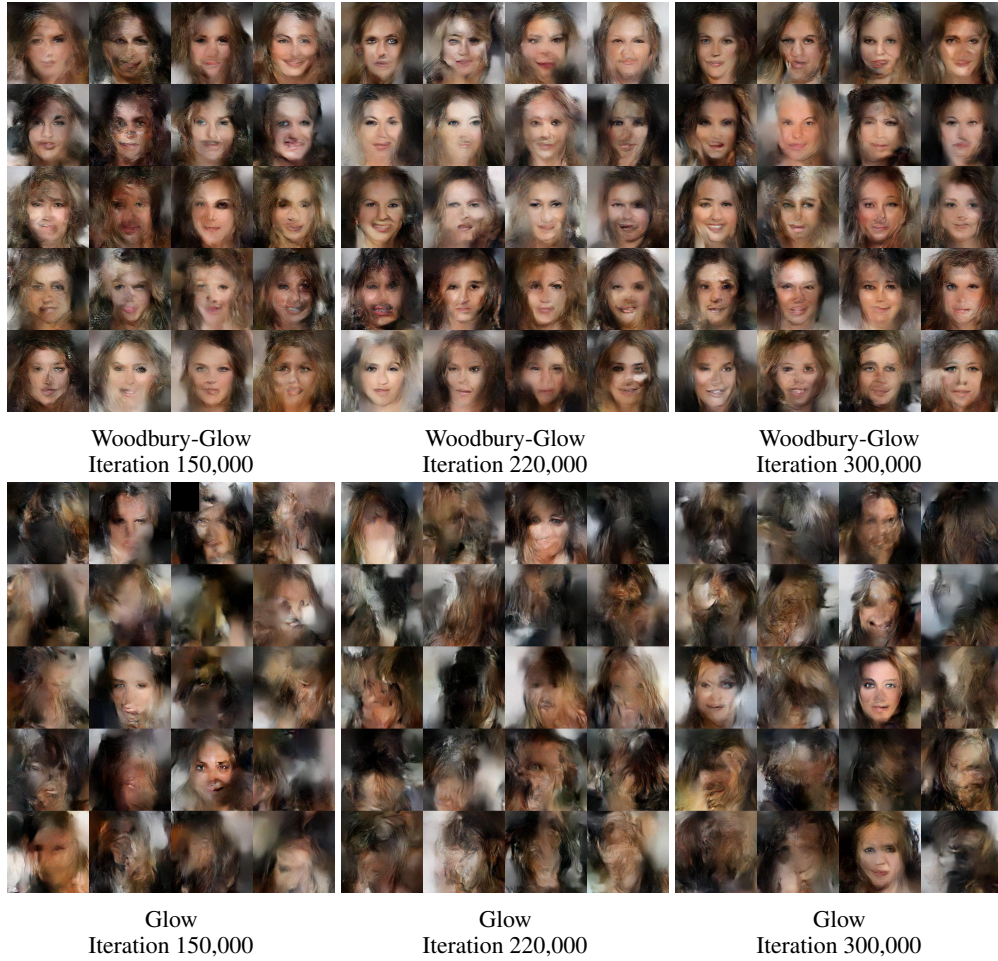 Woodbury-Glow
Iteration 150,000
Woodbury-Glow
Iteration 220,000
Woodbury-Glow
Iteration 300,000
Glow
Iteration 150,000
Glow
Iteration 220,000
Glow
Iteration 300,000